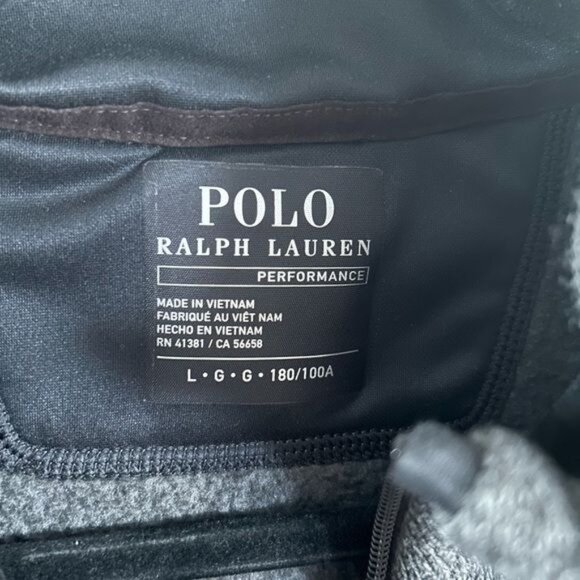 POLO
RALPH LAUREN
PERFORMANCE
MADE IN VIETNAM
FABRIQUÉ AU VIÊT NAM
HECHO EN VIETNAM
RN 41381 / CA 56658
L • G • G • 180/100A